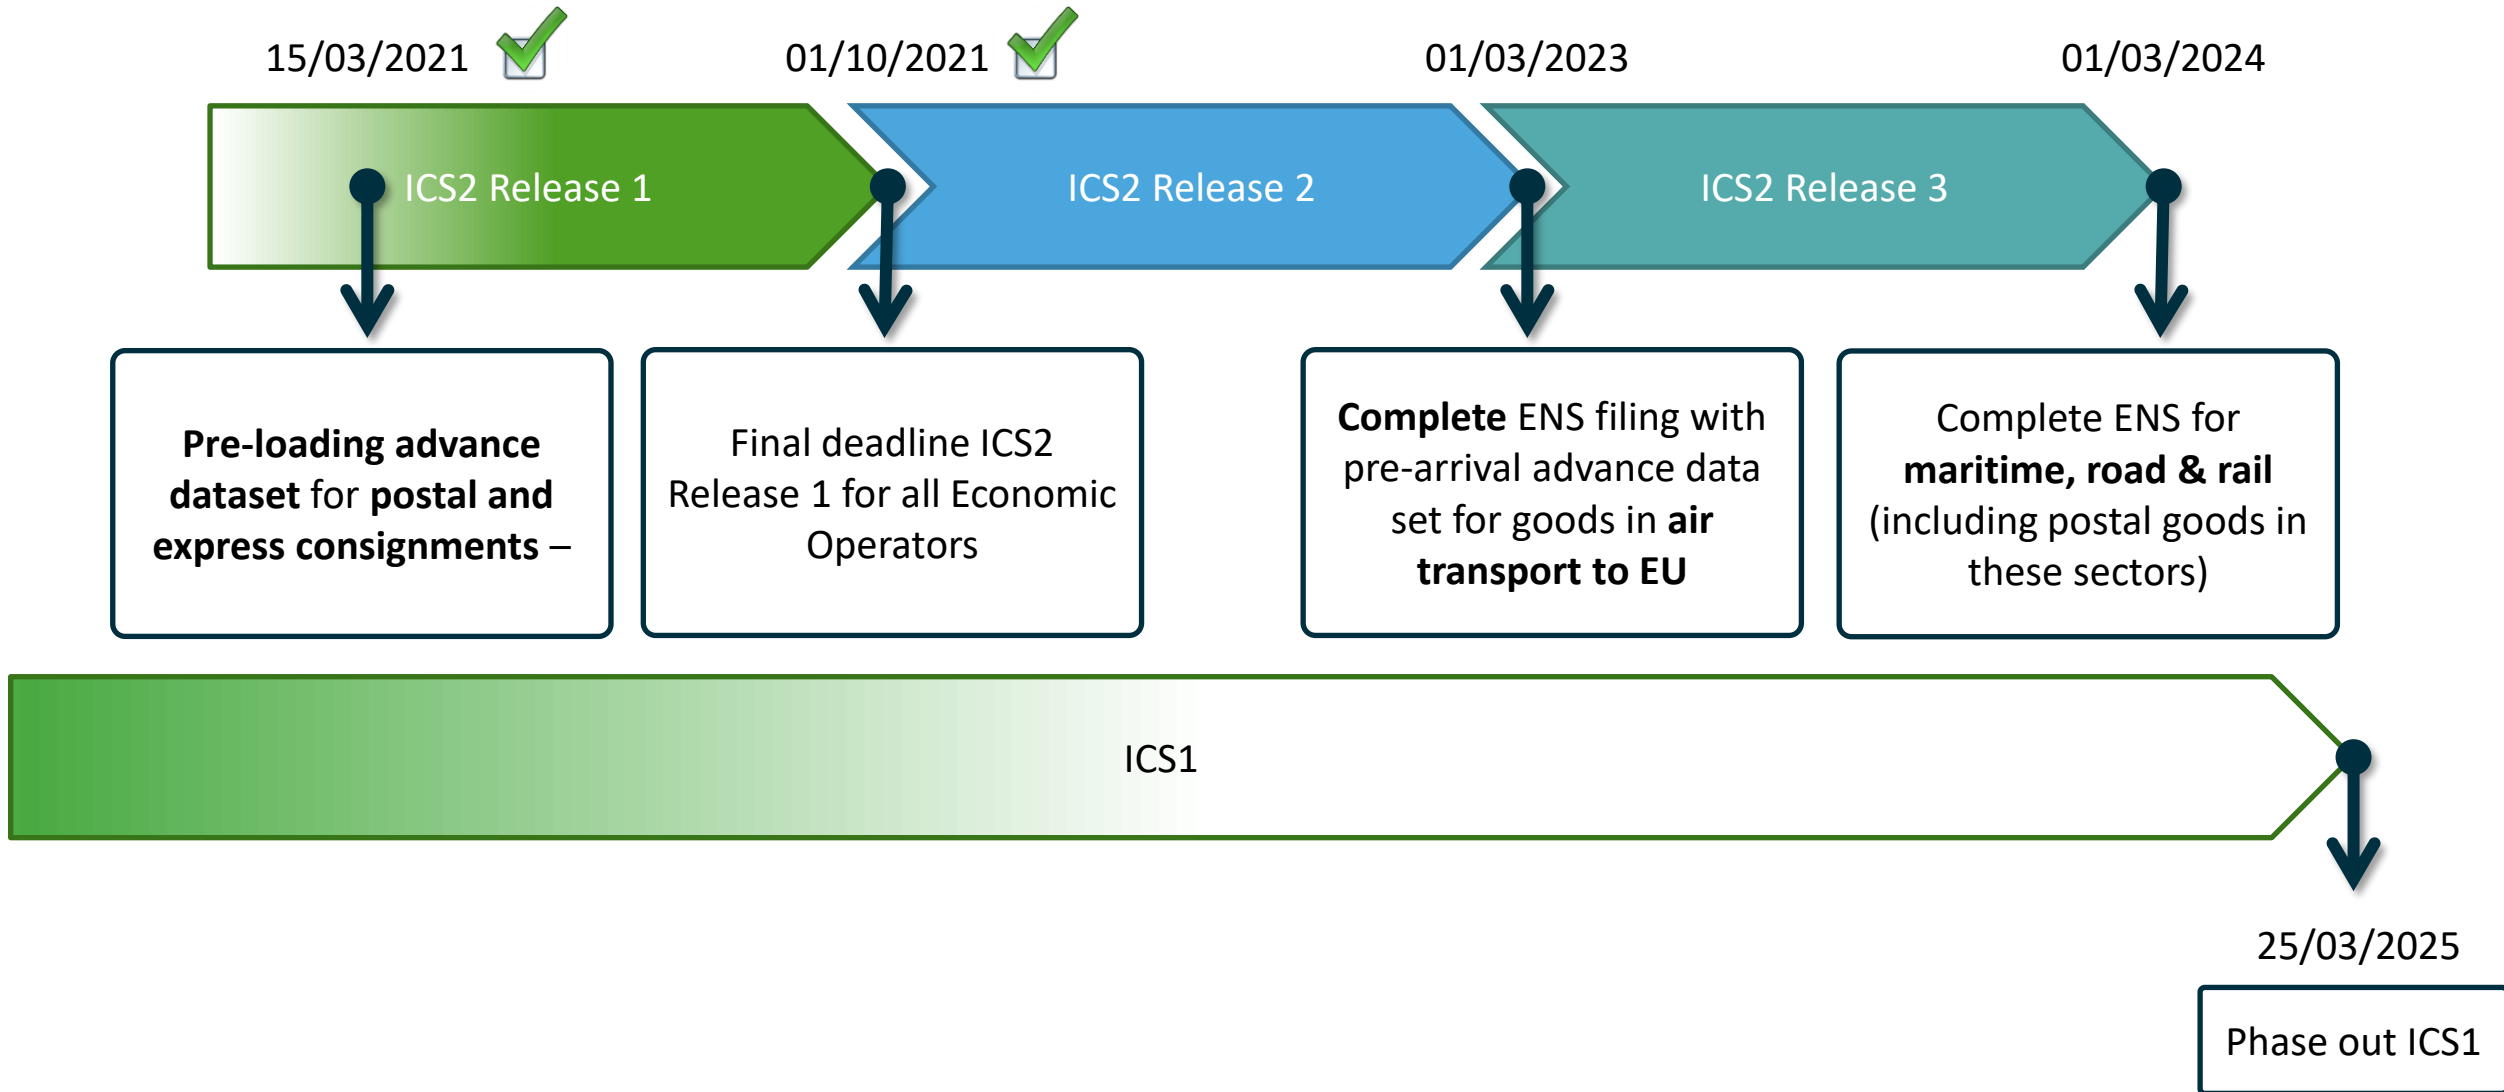 15/03/2021
01/10/2021
01/03/2023
01/03/2024
ICS2 Release 1
ICS2 Release 2
ICS2 Release 3
Pre-loading advance
dataset for postal and
express consignments –
Final deadline ICS2
Release 1 for all Economic
Operators
Complete ENS filing with
pre-arrival advance data
set for goods in air
transport to EU
Complete ENS for
maritime, road & rail
(including postal goods in
these sectors)
ICS1
25/03/2025
Phase out ICS1